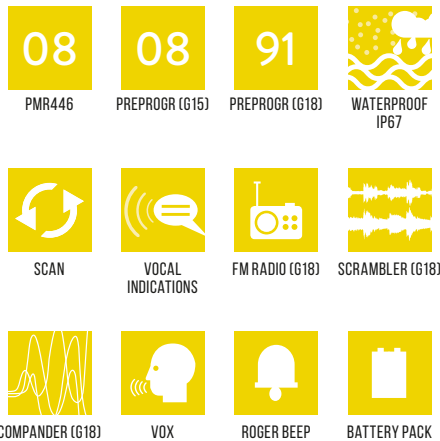 08 08 91
PMR446 PREPROGR (G15) PREPROGR (G18) WATERPROOF
IP67
SCAN VOCAL FM RADIO (G18) SCRAMBLER (G18)
INDICATIONS
COMPANDER (G18) VOX ROGER BEEP BATTERY PACK